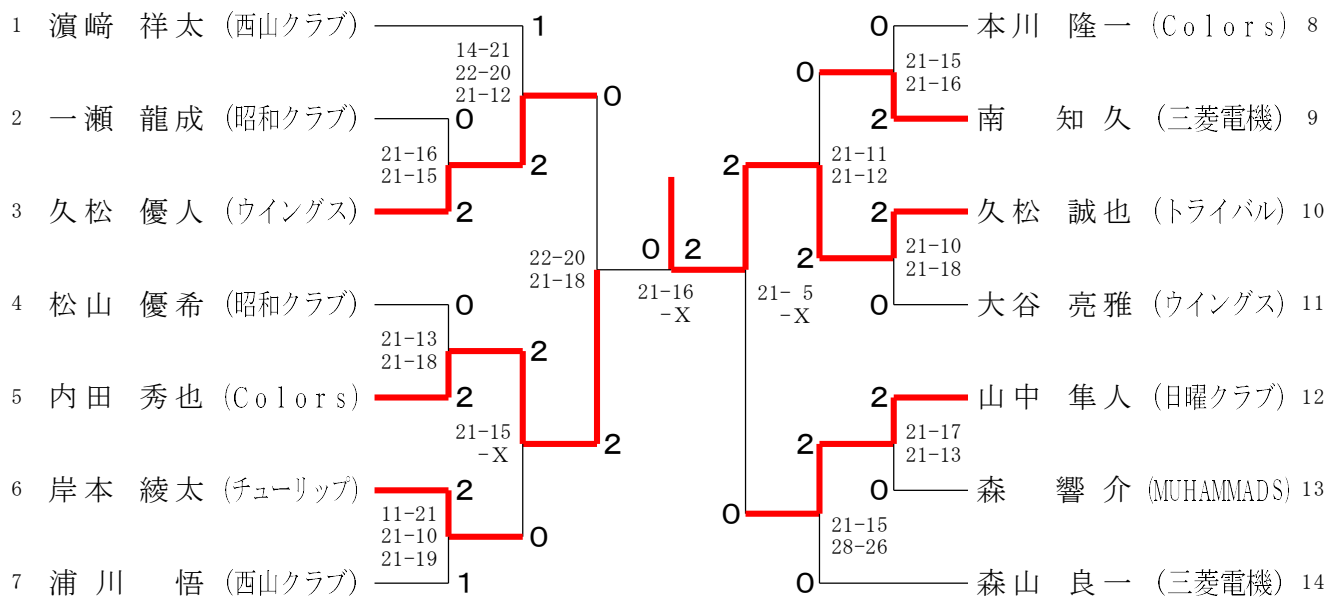 1 濵﨑 祥太 (西山クラブ) 1
14-21
22-20
21-12
0
2 一瀬 龍成 (昭和クラブ) 0
21-16
21-15
2
3 久松 優人 (ウイングス) 2
22-20
21-18
4 松山 優希 (昭和クラブ) 0
21-13
21-18
2
5 内田 秀也 (Colors) 2
21-15
-X
2
6 岸本 綾太 (チューリップ) 2
11-21
21-10
21-19
0
7 浦川 悟 (西山クラブ) 1
0 2
21-16
-X
0 本川 隆一 (Colors) 8
21-15
21-16
0
2 南 知久 (三菱電機) 9
21-11
21-12
2
2 久松 誠也 (トライバル) 10
21-10
21-18
2
0 大谷 亮雅 (ウイングス) 11
21- 5
-X
2 山中 隼人 (日曜クラブ) 12
21-17
21-13
2
0 森 響介 (MUHAMMADS) 13
0
21-15
28-26
0 森山 良一 (三菱電機) 14